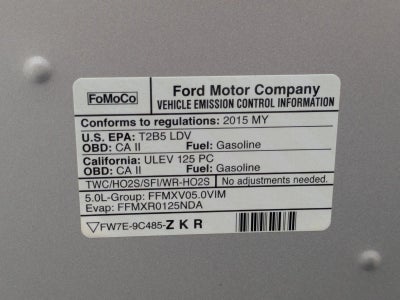 FoMoCo
Ford Motor Company
VEHICLE EMISSION CONTROL INFORMATION
Conforms to regulations: 2015 MY
U.S. EPA: T2B5 LDV
OBD: CA II Fuel: Gasoline
California: ULEV 125 PC
OBD: CA II Fuel: Gasoline
TWC/HO2S/SFI/WR-HO2S No adjustments needed.
5.0L-Group: FFMXV05.0VIM
Evap: FFMXR0125NDA
▽FW7E-9C485-Z K R